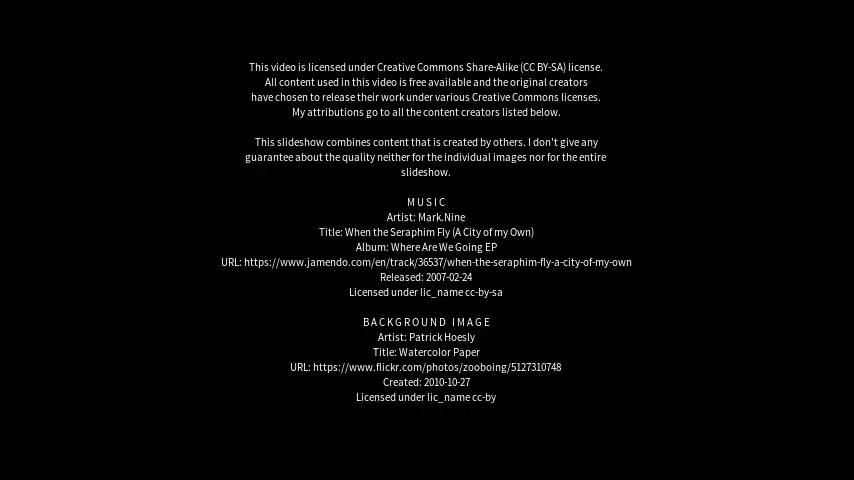 This video is licensed under Creative Commons Share-Alike (CC BY-SA) license.
All content used in this video is free available and the original creators
have chosen to release their work under various Creative Commons licenses.
My attributions go to all the content creators listed below.
This slideshow combines content that is created by others. I don't give any
guarantee about the quality neither for the individual images nor for the entire
slideshow.
MUSIC
Artist: Mark.Nine
Title: When the Seraphim Fly (A City of my Own)
Album: Where Are We Going EP
URL: https://www.jamendo.com/en/track/36537/when-the-seraphim-fly-a-city-of-my-own
Released: 2007-02-24
Licensed under lic_name cc-by-sa
BACKGROUND IMAGE
Artist: Patrick Hoesly
Title: Watercolor Paper
URL: https://www.flickr.com/photos/zooboing/5127310748
Created: 2010-10-27
Licensed under lic_name cc-by